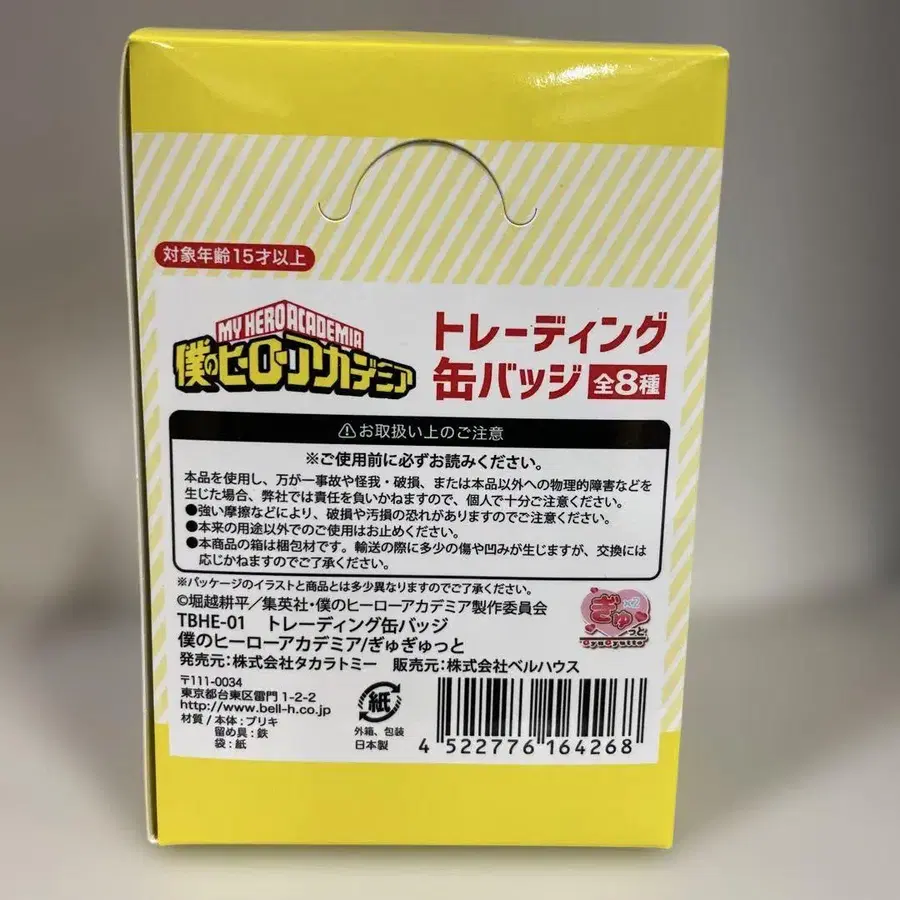 対象年齢15才以上
MY HERO ACADEMIA
僕のヒーローアカデミア
トレーディング
缶バッジ 全8種
⚠お取扱い上のご注意
※ご使用前に必ずお読みください。
本品を使用し、万が一事故や怪我・破損、または本品以外への物理的障害などを
生じた場合、弊社では責任を負いかねますので、個人で十分ご注意ください。
●強い摩擦などにより、破損や汚損の恐れがありますのでご注意ください。
●本来の用途以外でのご使用はお止めください。
●本商品の箱は梱包材です。輸送の際に多少の傷や凹みが生じますが、交換には
応じかねますのでご了承ください。
※パッケージのイラストと商品とは多少異なりますのでご了承ください。
©堀越耕平／集英社・僕のヒーローアカデミア製作委員会
TBHE-01 トレーディング缶バッジ
僕のヒーローアカデミア/ぎゅぎゅっと
ぎゅ×2
っと
GyuGyutto
発売元：株式会社タカラトミー 販売元：株式会社ベルハウス
〒111-0034
東京都台東区雷門 1-2-2
http://www.bell-h.co.jp
材質 / 本体：ブリキ
留め具：鉄
袋：紙
紙
外箱、包装
日本製
4 522776 164268